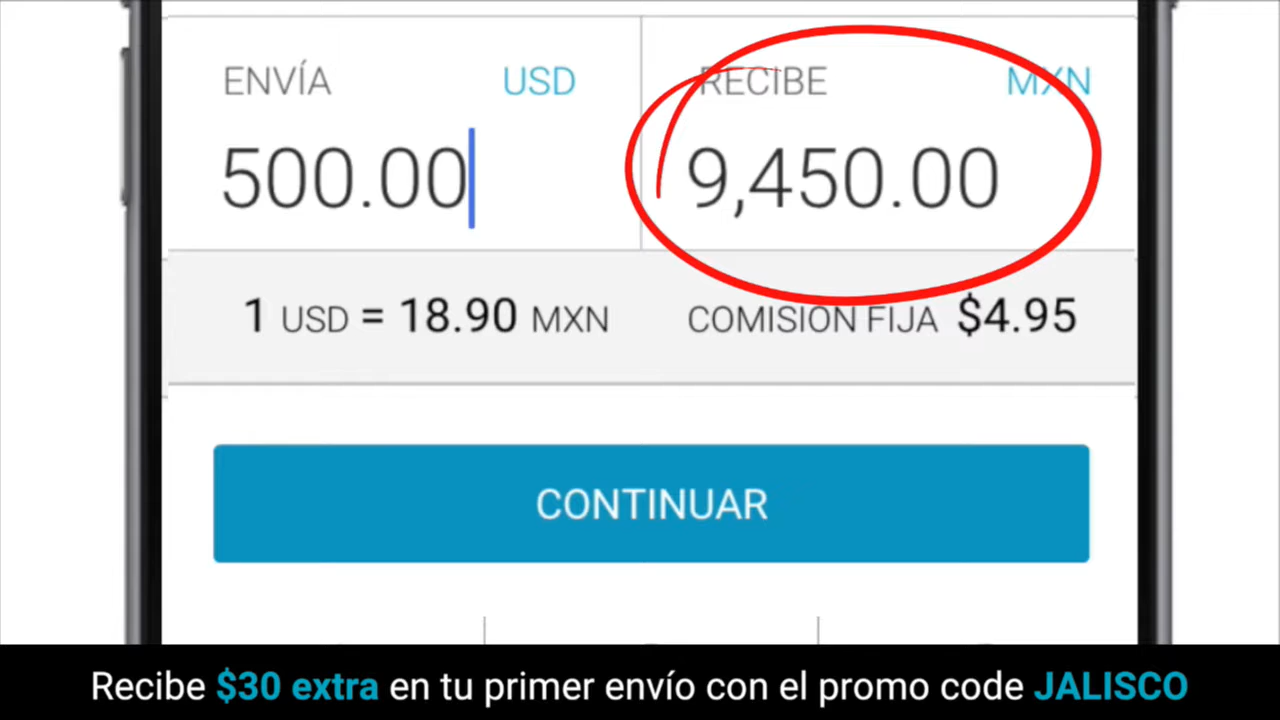 ENVÍA USD RECIBE MXN
500.00 9,450.00
1 USD = 18.90 MXN COMISION FIJA $4.95
CONTINUAR
Recibe $30 extra en tu primer envío con el promo code JALISCO